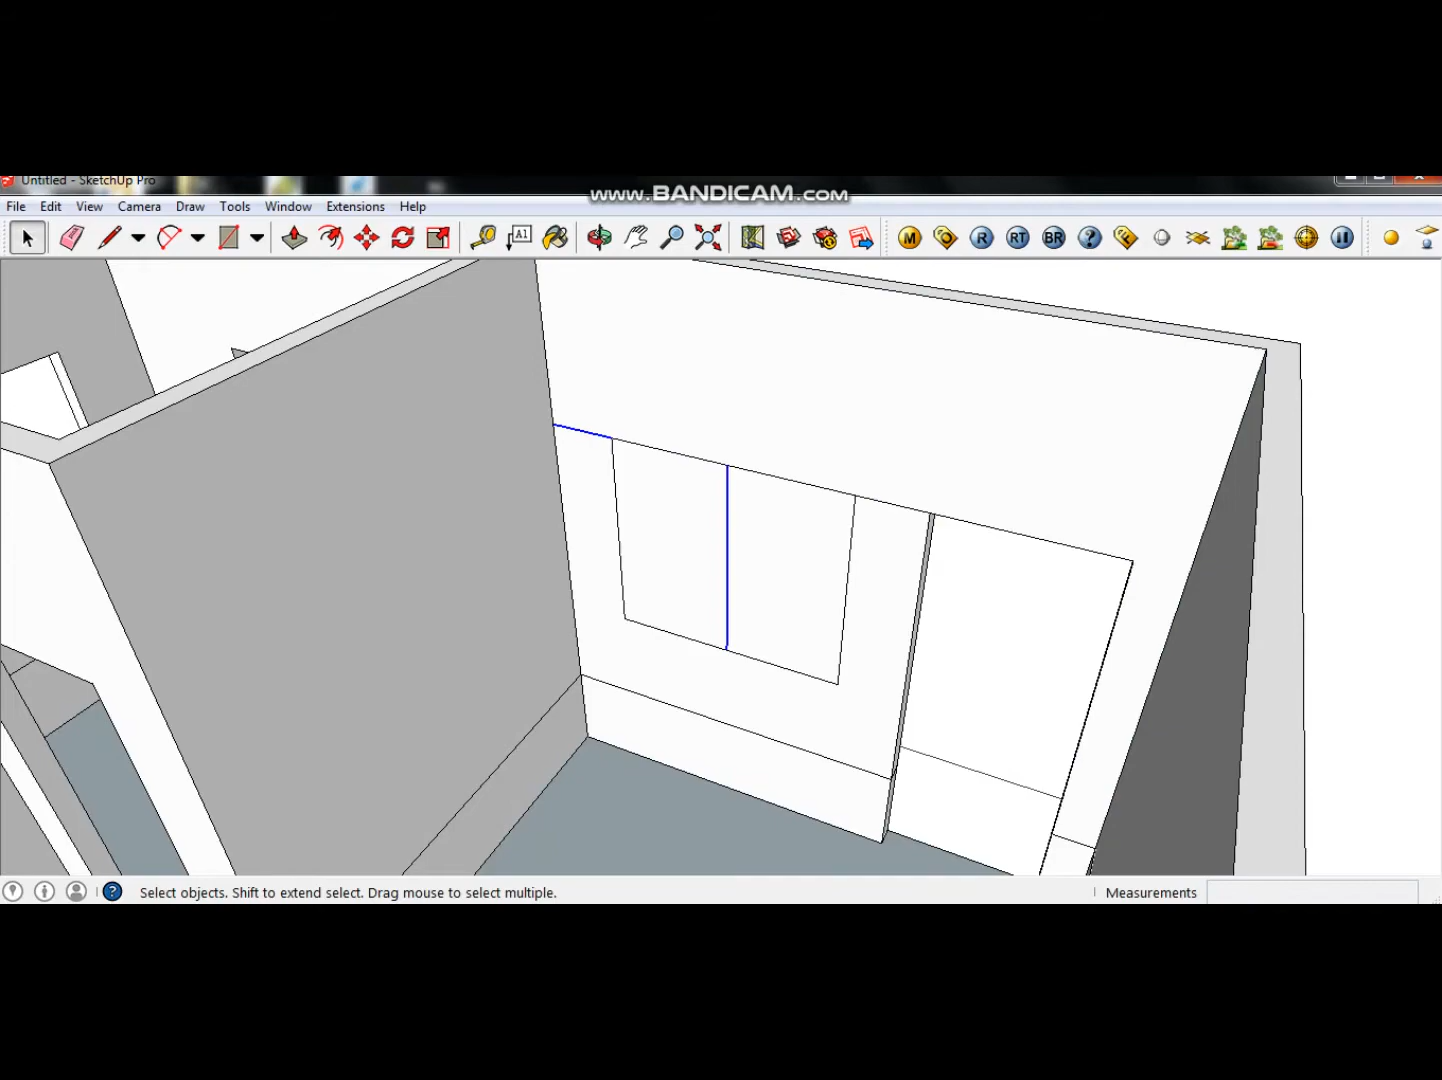 Untitled - SketchUp Pro
www.BANDICAM.com
File Edit View Camera Draw Tools Window Extensions Help
A1 M O R RT BR ?
Select objects. Shift to extend select. Drag mouse to select multiple.
Measurements